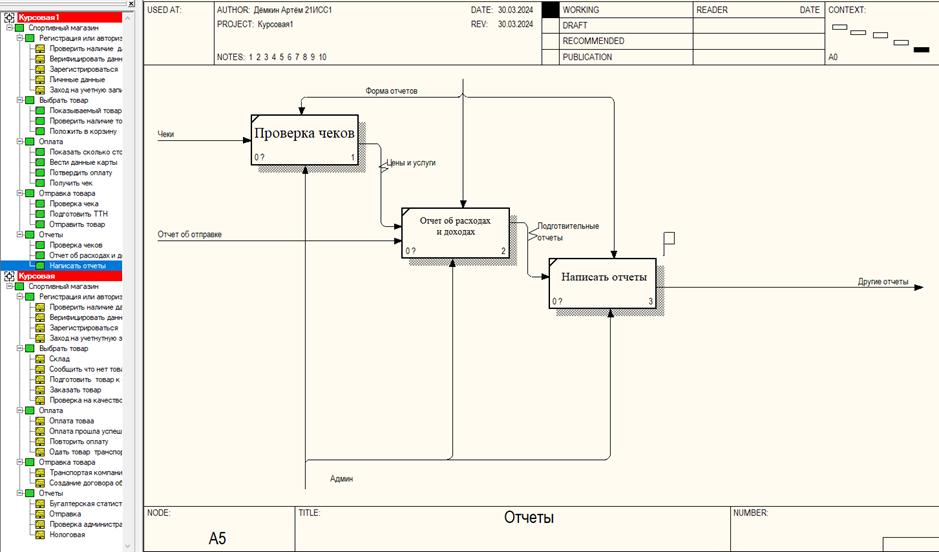 Курсовая1
Спортивный магазин
Регистрация или авториз
Проверить наличие д
Верифицировать данн
Зарегистрироваться
Личнные данные
Заход на учетную запи
Выбрать товар
Показываемый товар
Проверить наличие то
Положить в корзину
Оплата
Показать сколько сто
Вести данные карты
Потвердить оплату
Получить чек
Отправка товара
Проверка чека
Подготовить ТТН
Отправить товар
Отчеты
Проверка чеков
Отчет об расходах и д
Написать отчеты
Курсовая
Спортивный магазин
Регистрация или авториз
Проверить наличие да
Верифицировать данн
Зарегистрироваться
Заход на учетнутную з
Выбрать товар
Склад
Сообщить что нет това
Подготовить товар к
Заказать товар
Проверка на качество
Оплата
Оплата товаа
Оплата прошла успеш
Повторить оплату
Одать товар транспор
Отправка товара
Транспортая компани
Создание договора об
Отчеты
Бугалтерская статист
Отправка
Проверка администра
Нологовая
USED AT:
AUTHOR: Дёмкин Артём 21ИСС1
DATE: 30.03.2024
PROJECT: Курсовая1
REV: 30.03.2024
NOTES: 1 2 3 4 5 6 7 8 9 10
WORKING
DRAFT
RECOMMENDED
PUBLICATION
READER
DATE
CONTEXT:
A0
Форма отчетов
Чеки
Проверка чеков
0 ?
1
Цены и услуги
Отчет об отправке
Отчет об расходах
и доходах
0 ?
2
Подготвительные
отчеты
Написать отчеты
0 ?
3
Другие отчеты
Админ
NODE:
A5
TITLE:
Отчеты
NUMBER: